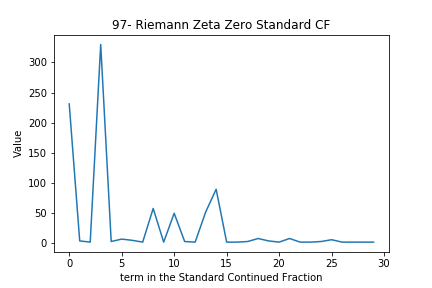 97- Riemann Zeta Zero Standard CF
Value
300
250
200
150
100
50
0
0 5 10 15 20 25 30
term in the Standard Continued Fraction